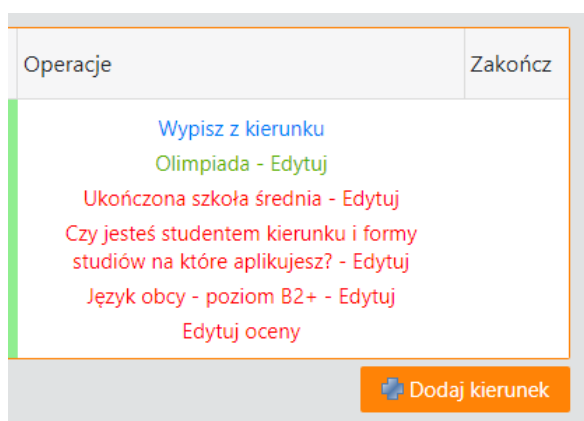 Operacje
Zakończ
Wypisz z kierunku
Olimpiada - Edytuj
Ukończona szkoła średnia - Edytuj
Czy jesteś studentem kierunku i formy
studiów na które aplikujesz? - Edytuj
Język obcy - poziom B2+ - Edytuj
Edytuj oceny
Dodaj kierunek